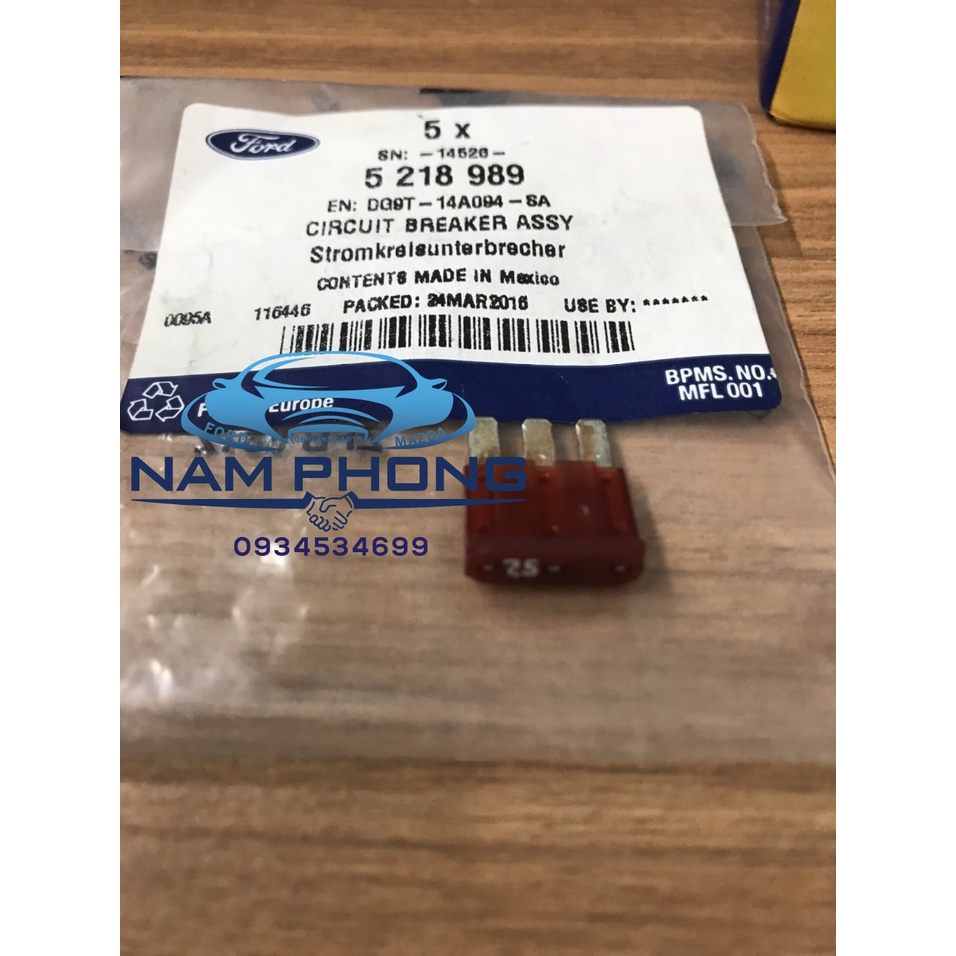 Ford
5 x
SN: -14526-
5 218 989
EN: DG9T-14A094-SA
CIRCUIT BREAKER ASSY
Stromkreisunterbrecher
CONTENTS MADE IN Mexico
0095A 116446 PACKED: 24MAR2016 USE BY: *******
BPMS. NO.
MFL 001
Europe
MAZDA
NAM PHONG
0934534699
25